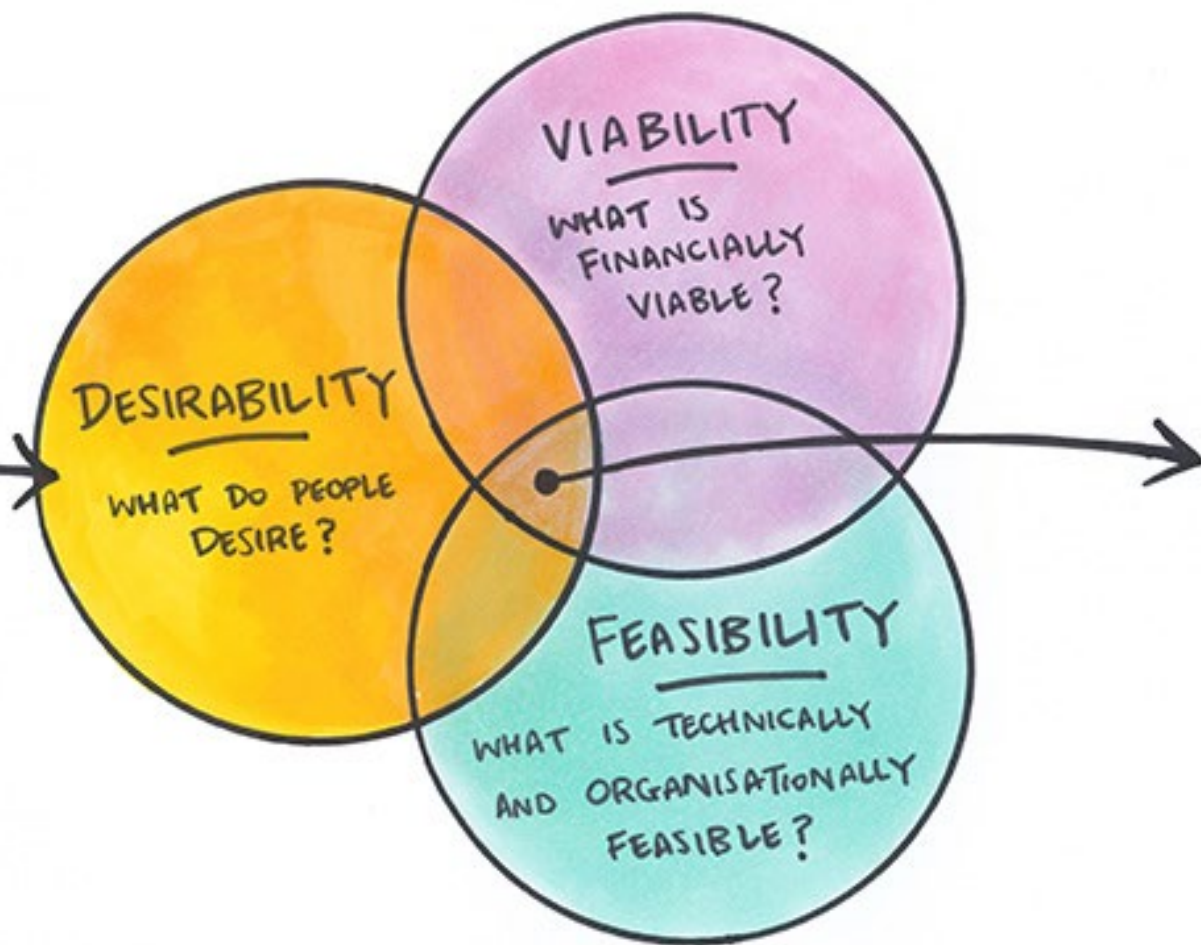 VIABILITY
WHAT IS
FINANCIALLY
VIABLE?
DESIRABILITY
WHAT DO PEOPLE
DESIRE?
FEASIBILITY
WHAT IS TECHNICALLY
AND ORGANISATIONALLY
FEASIBLE?